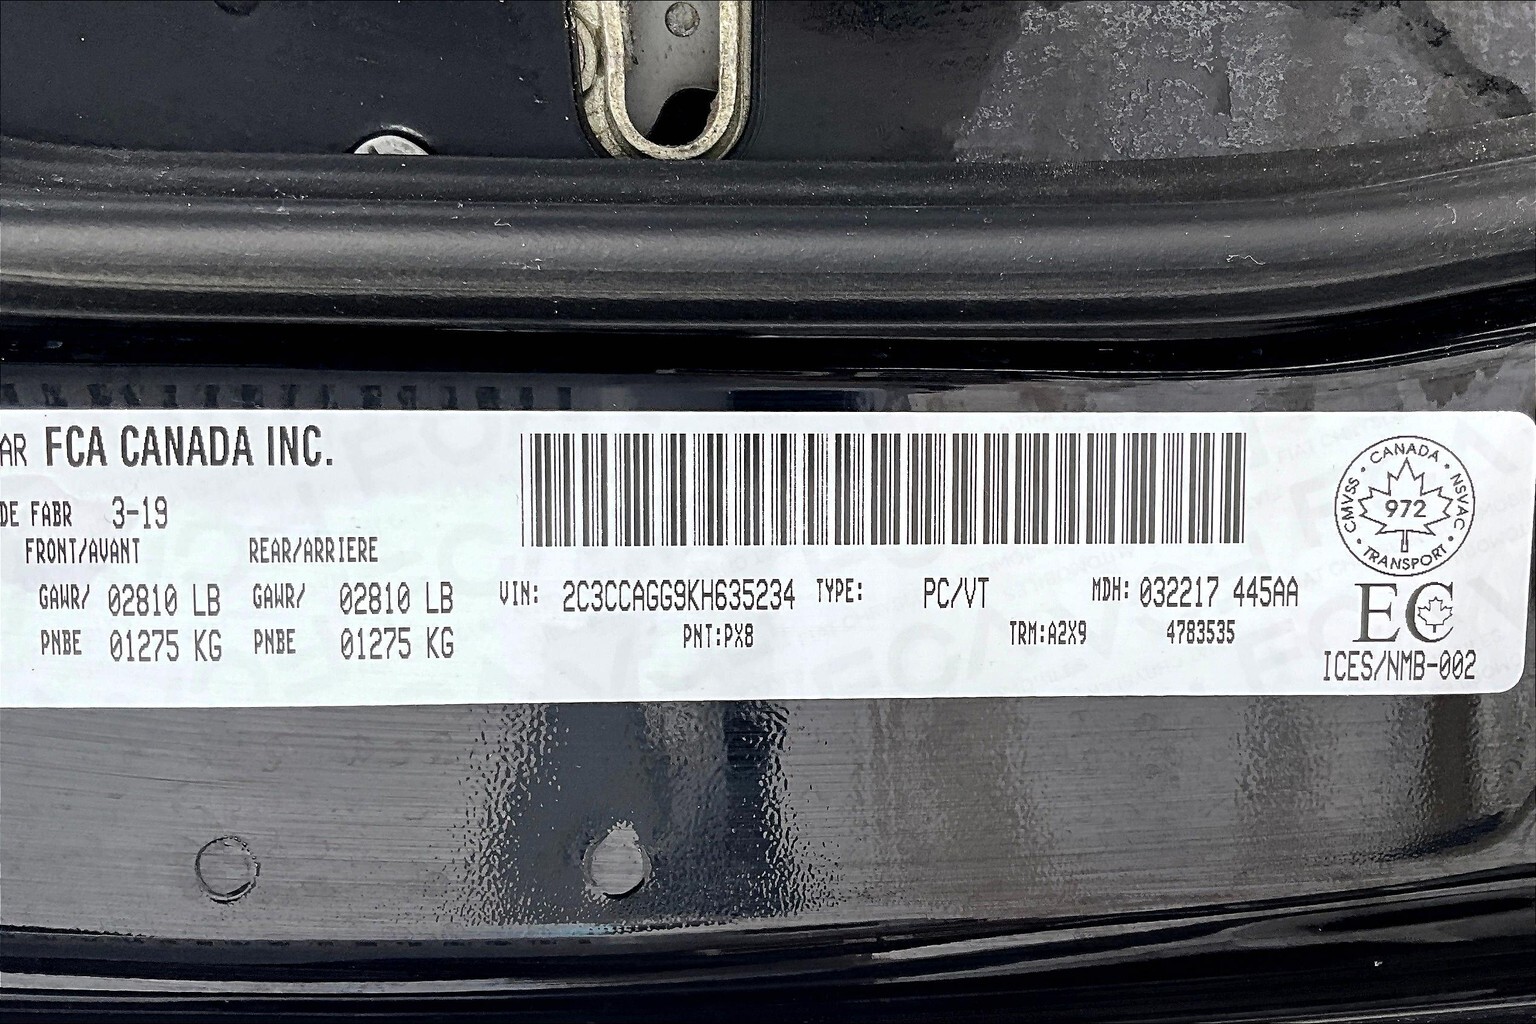 AR FCA CANADA INC.
DE FABR 3-19
FRONT/AVANT REAR/ARRIERE
GAWR/ 02810 LB GAWR/ 02810 LB
PNBE 01275 KG PNBE 01275 KG
VIN: 2C3CCAGG9KH635234 TYPE: PC/VT MDH: 032217 445AA
PNT:PX8 TRM:A2X9 4783535
CANADA
CMVSS 972 NSVAC
TRANSPORT
EC
ICES/NMB-002